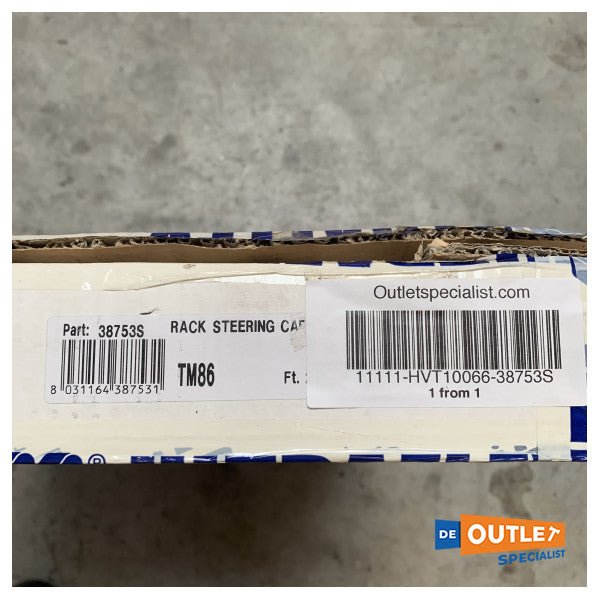 Outletspecialist.com
Part: 38753S
RACK STEERING
8 031164 387531
TM86
Ft.
11111-HVT10066-38753S
1 from 1
®
DE OUTLET
SPECIALIST